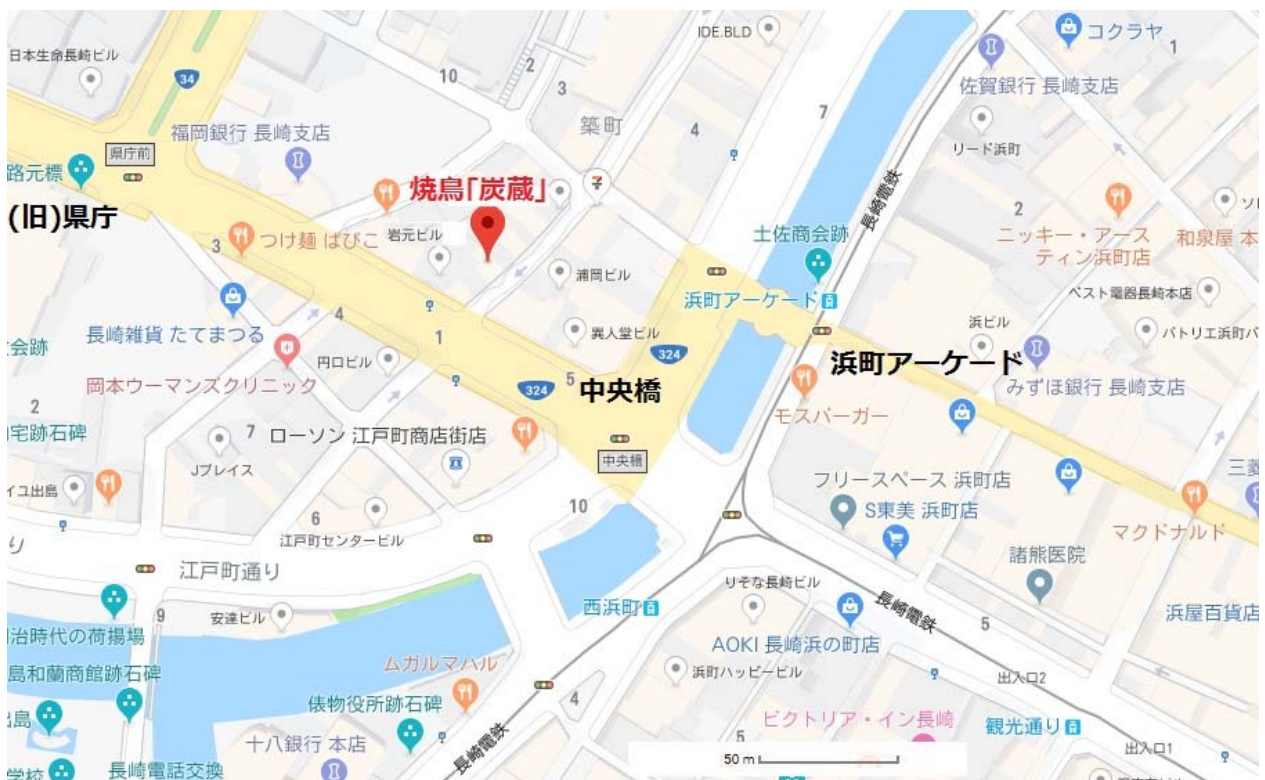 日本生命長崎ビル
34
10
2
3
IDE.BLD
コクラヤ
1
佐賀銀行 長崎支店
福岡銀行 長崎支店
築町
4
7
リード浜町
県庁前
路元標
(旧)県庁
焼鳥「炭蔵」
長崎電鉄
2
ニッキー・アース
ティン浜町店
和泉屋 本
3
つけ麺 ぱぴこ
岩元ビル
土佐商会跡
浦岡ビル
浜町アーケード
ベスト電器長崎本店
4
1
長崎雑貨 たてまつる
異人堂ビル
浜ビル
パトリエ浜町パ
会跡
円口ビル
324
324
5
中央橋
浜町アーケード
みずほ銀行 長崎支店
岡本ウーマンズクリニック
モスバーガー
2
宅跡石碑
7
ローソン 江戸町商店街店
中央橋
Jプレイス
フリースペース 浜町店
三菱
イユ出島
S東美 浜町店
マクドナルド
6
10
江戸町センタービル
諸熊医院
り
江戸町通り
りそな長崎ビル
西浜町
長崎電鉄
5
浜屋百貨店
9
安達ビル
治時代の荷揚場
AOKI 長崎浜の町店
島和蘭商館跡石碑
ムガルマハル
浜町ハッピービル
出入口2
俵物役所跡石碑
4
ビクトリア・イン長崎
観光通り
出島
十八銀行 本店
長崎電鉄
5
出入口1
学校
長崎電話交換
50 m